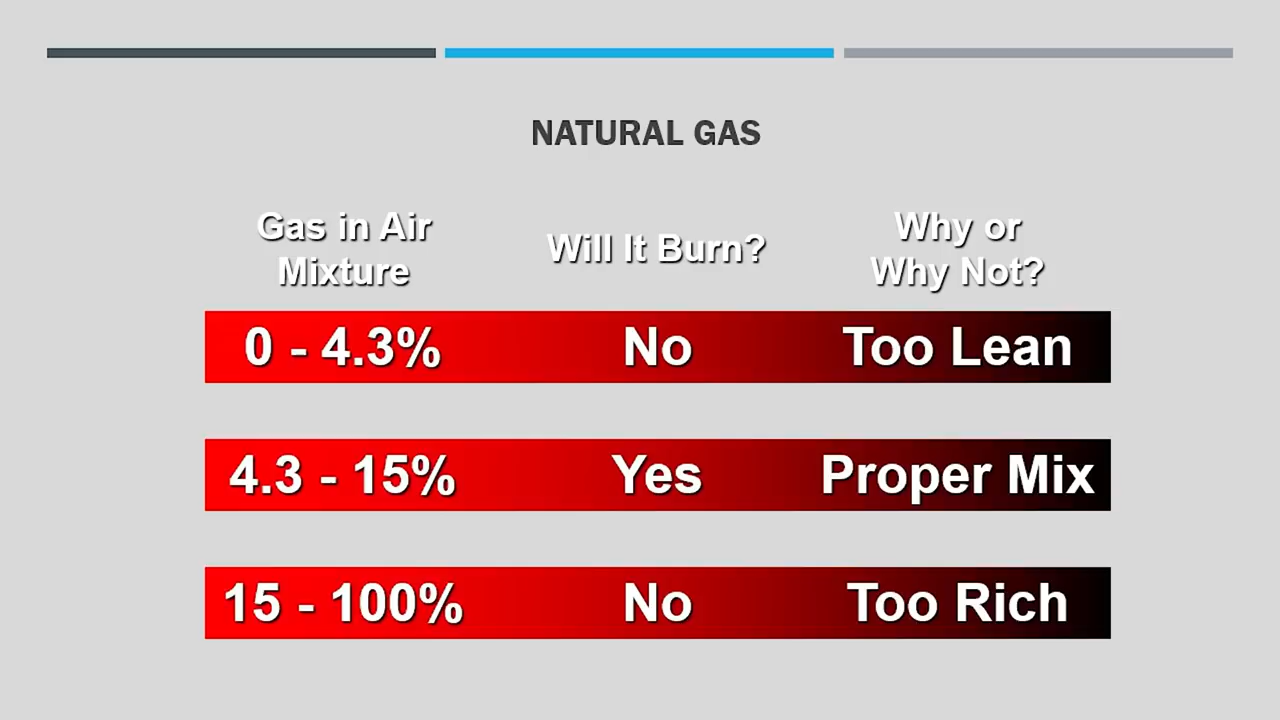 NATURAL GAS
Gas in Air
Mixture
Will It Burn?
Why or
Why Not?
0 - 4.3% No Too Lean
4.3 - 15% Yes Proper Mix
15 - 100% No Too Rich